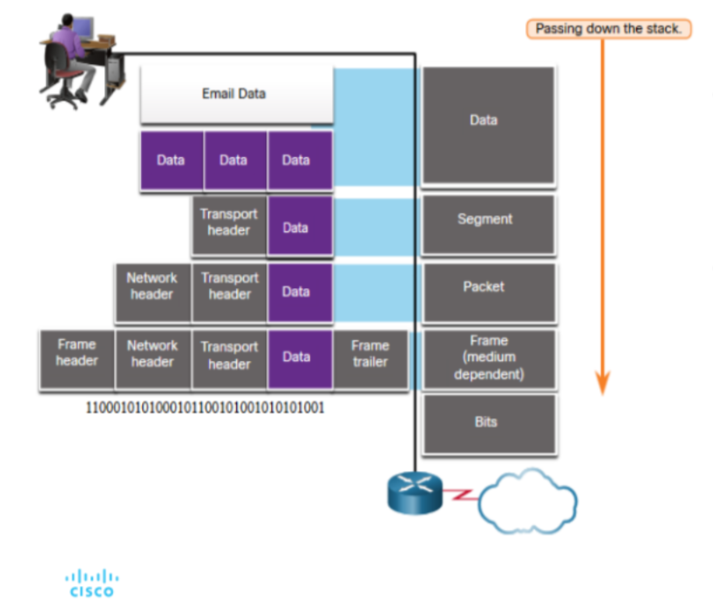 Passing down the stack.
Email Data
Data
Data Data Data
Transport
header
Data
Segment
Network
header
Transport
header
Data
Packet
Frame
header
Network
header
Transport
header
Data
Frame
trailer
Frame
(medium
dependent)
1100010101000101100101001010101001
Bits
CISCO